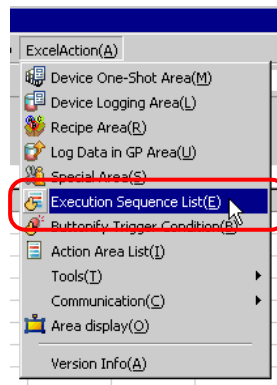 ExcelAction(A)
Device One-Shot Area(M)
Device Logging Area(L)
Recipe Area(R)
Log Data in GP Area(U)
Special Area(S)
Execution Sequence List(E)
Buttonify Trigger Condition(B)
Action Area List(I)
Tools(T)
Communication(C)
Area display(O)
Version Info(A)